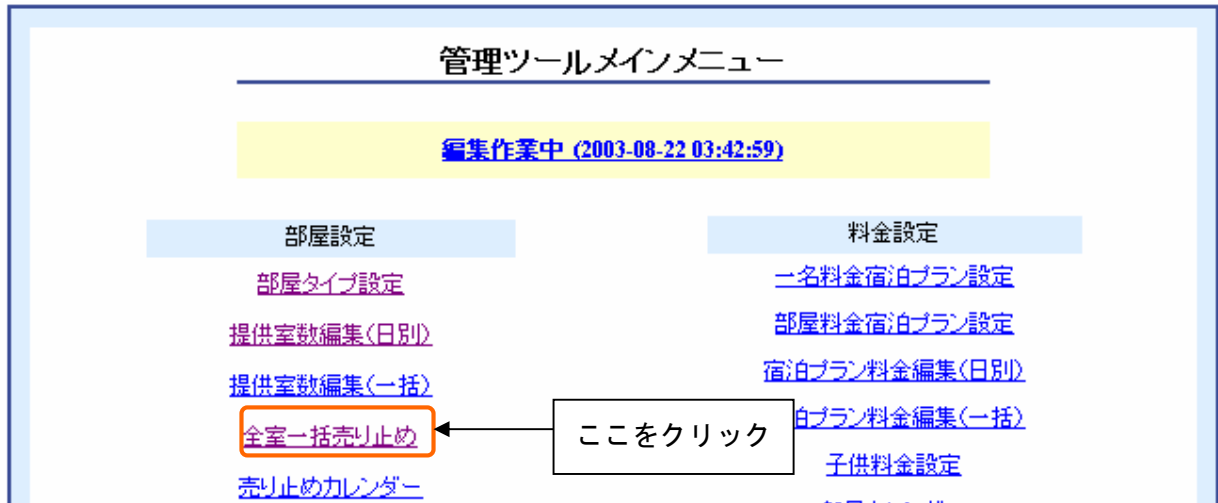 管理ツールメインメニュー
編集作業中 (2003-08-22 03:42:59)
部屋設定
部屋タイプ設定
提供室数編集(日別)
提供室数編集(一括)
全室一括売り止め
売り止めカレンダー
ここをクリック
料金設定
一名料金宿泊プラン設定
部屋料金宿泊プラン設定
宿泊プラン料金編集(日別)
泊プラン料金編集(一括)
子供料金設定